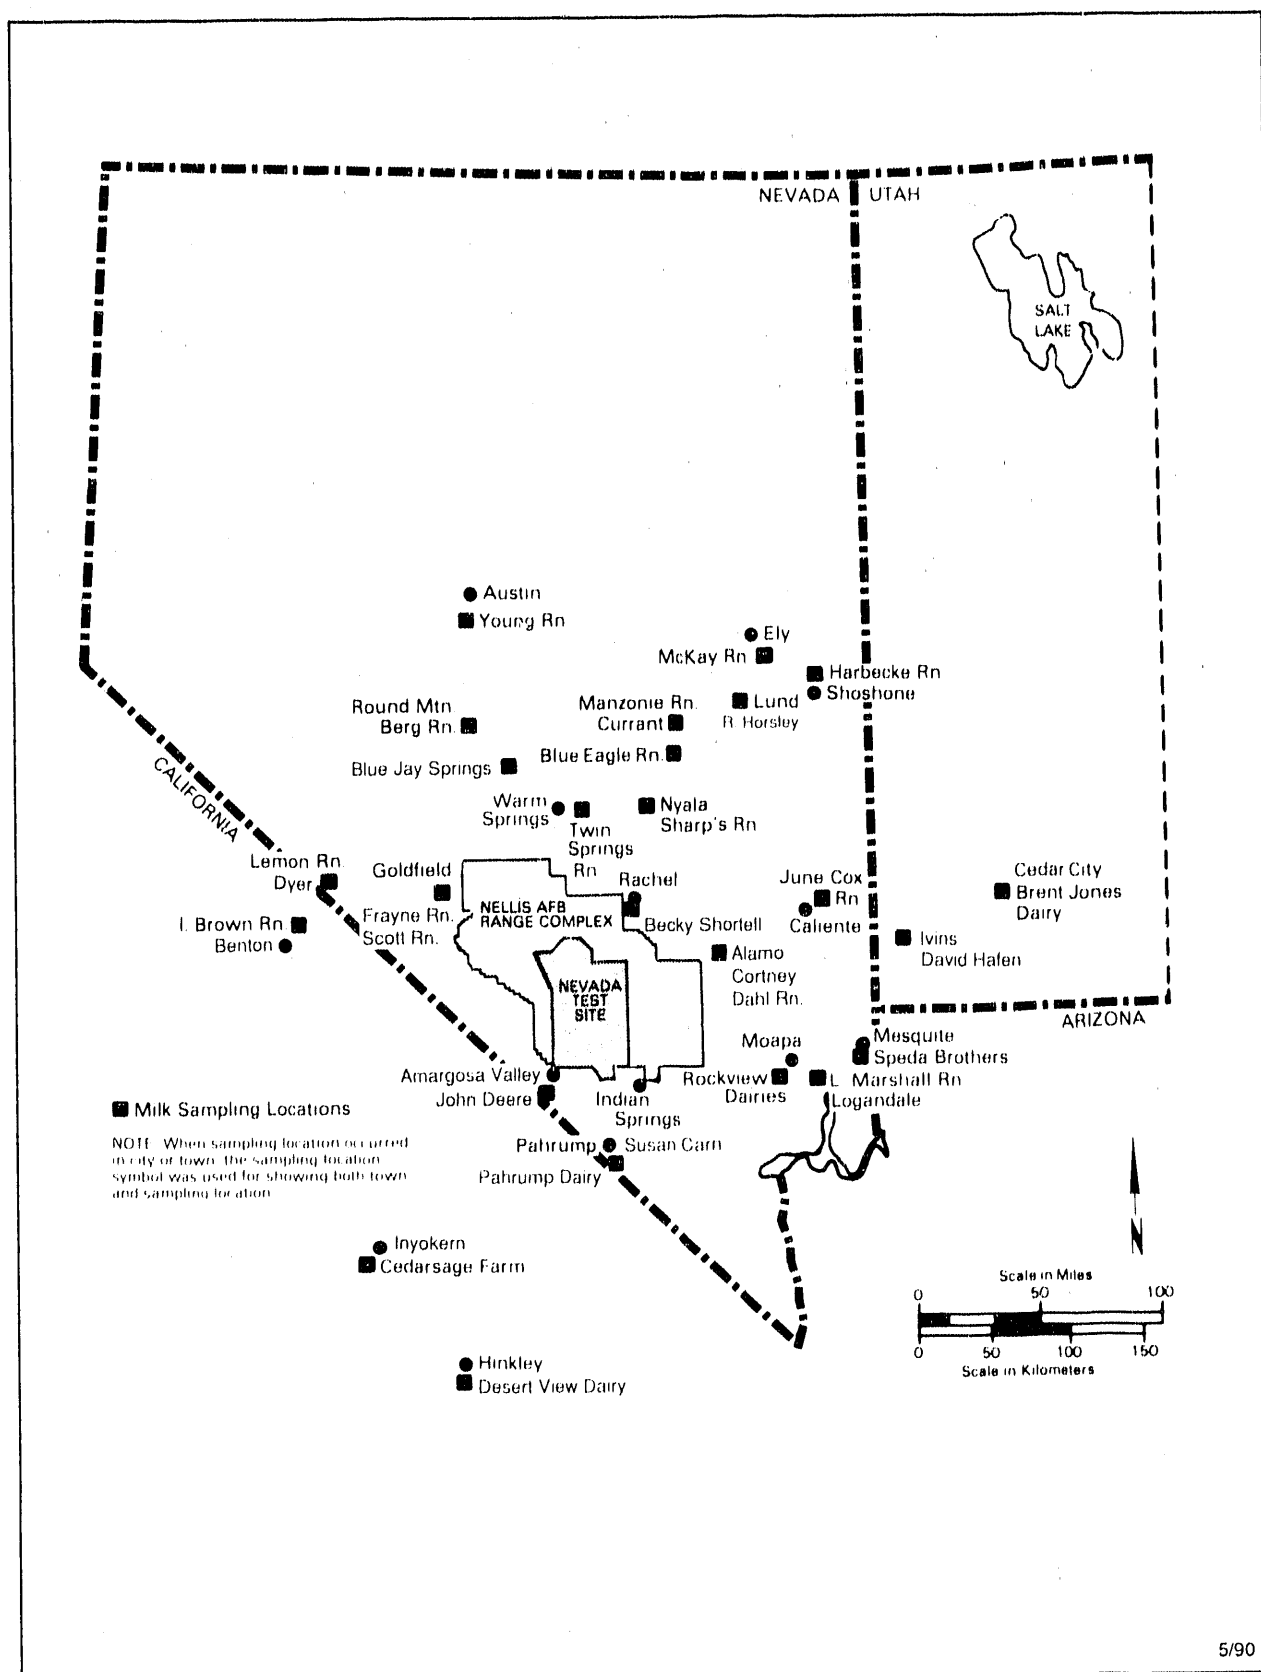 NEVADA
UTAH
SALT
LAKE
Austin
Young Rn
Ely
McKay Rn
Harbecke Rn
Shoshone
Round Mtn.
Berg Rn.
Manzonie Rn.
Currant
Lund
R. Horsley
Blue Eagle Rn.
Blue Jay Springs
CALIFORNIA
Warm
Springs
Twin
Springs
Rn
Nyala
Sharp's Rn
Lemon Rn.
Dyer
Goldfield
Frayne Rn.
Scott Rn.
I. Brown Rn.
Benton
NELLIS AFB
RANGE COMPLEX
Rachel
Becky Shortell
June Cox
Rn
Caliente
Cedar City
Brent Jones
Dairy
Ivins
David Hafen
Alamo
Cortney
Dahl Rn.
NEVADA
TEST
SITE
ARIZONA
Moapa
Mesquite
Speda Brothers
Amargosa Valley
John Deere
Indian
Springs
Rockview
Dairies
L. Marshall Rn
Logandale
Milk Sampling Locations
NOTE: When sampling location occurred
in city or town, the sampling location
symbol was used for showing both town
and sampling location
Pahrump
Susan Carn
Pahrump Dairy
Inyokern
Cedarsage Farm
Hinkley
Desert View Dairy
N
Scale in Miles
0 50 100
0 50 100 150
Scale in Kilometers
5/90